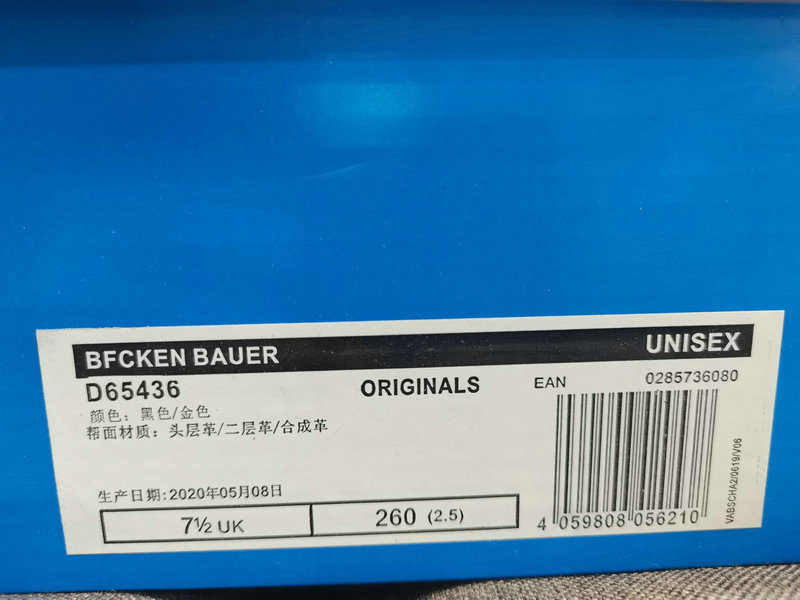 BFCKEN BAUER UNISEX
D65436 ORIGINALS EAN 0285736080
颜色：黑色/金色
帮面材质：头层革/二层革/合成革
生产日期:2020年05月08日
7½ UK 260 (2.5)
4 059808 056210
VABSCHA2/0619/V06